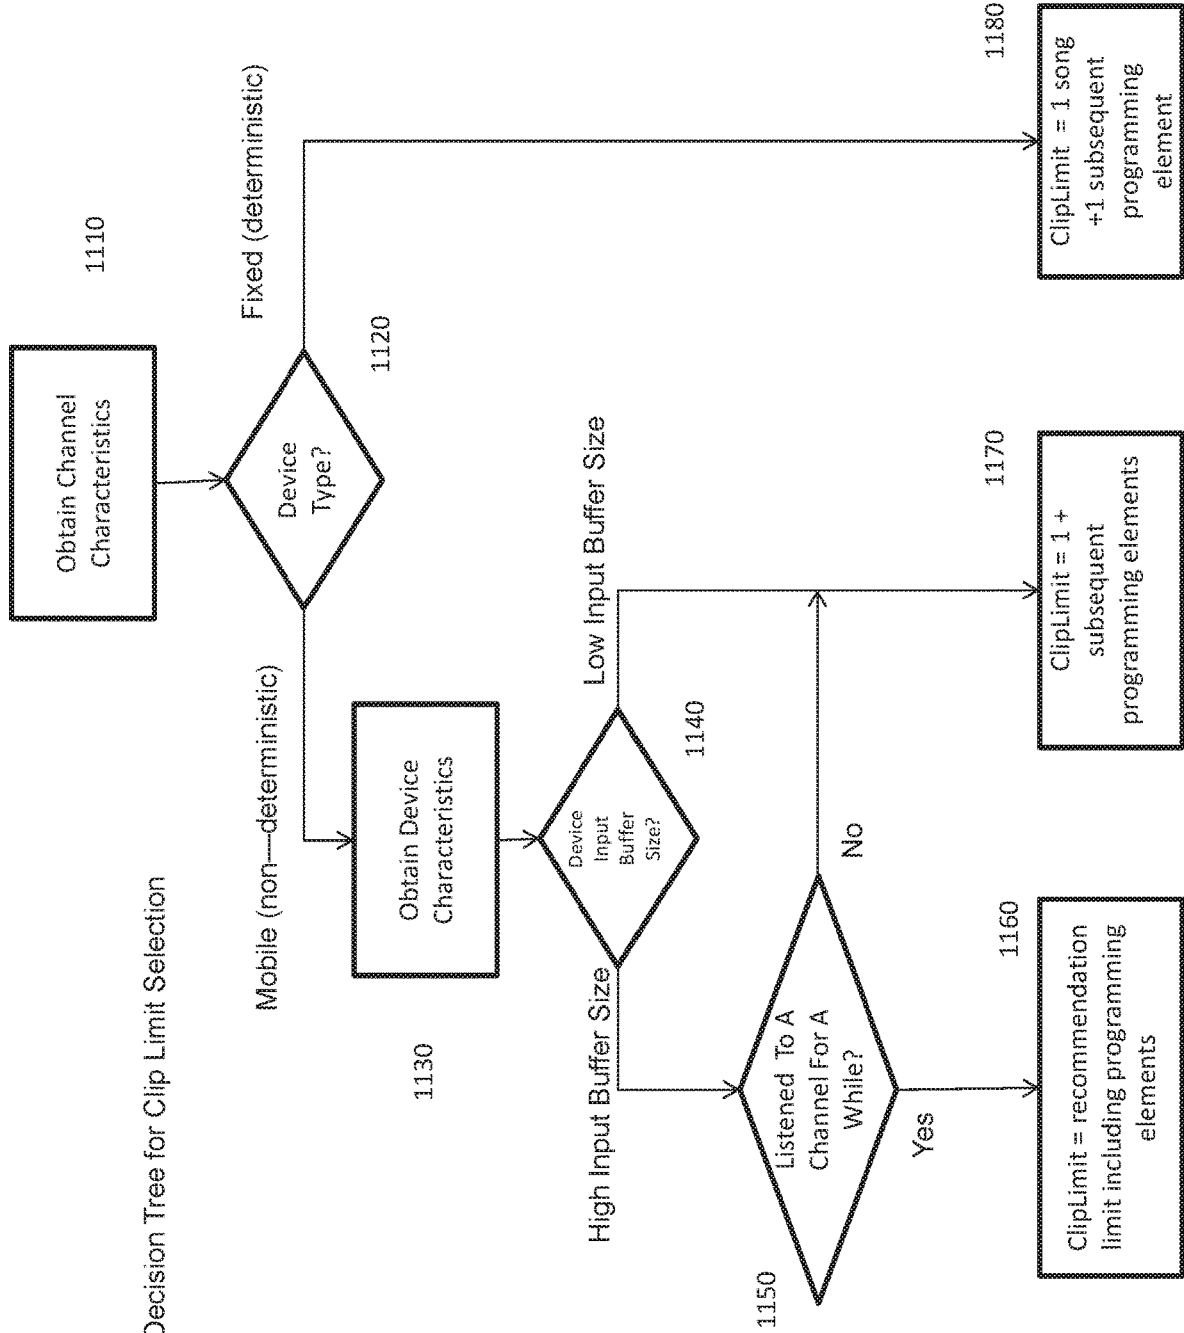 Decision Tree for Clip Limit Selection
1110
Obtain Channel
Characteristics
Device
Type?
1120
Mobile (non—deterministic)
Fixed (deterministic)
1130
Obtain Device
Characteristics
Device
Input
Buffer
Size?
1140
High Input Buffer Size
Low Input Buffer Size
1150
Listened To A
Channel For A
While?
No
Yes
1160
ClipLimit = recommendation
limit including programming
elements
1170
ClipLimit = 1 +
subsequent
programming elements
1180
ClipLimit = 1 song
+1 subsequent
programming
element